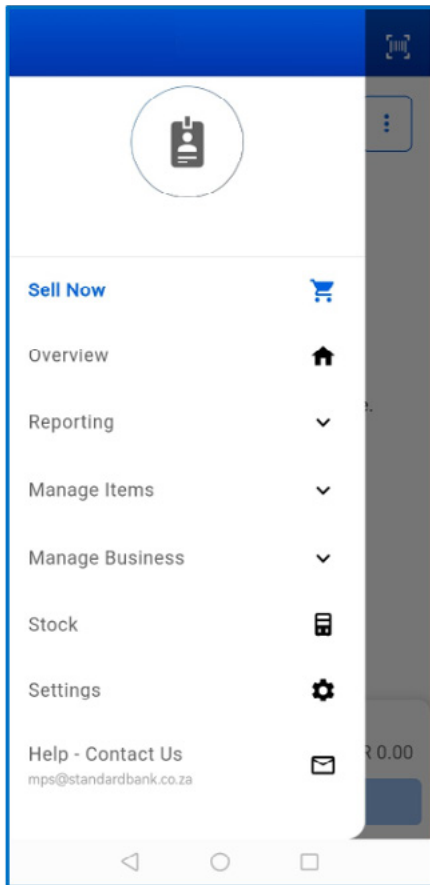 Sell Now
Overview
e.
Reporting
Manage Items
Manage Business
Stock
Settings
Help - Contact Us
R 0.00
mps@standardbank.co.za